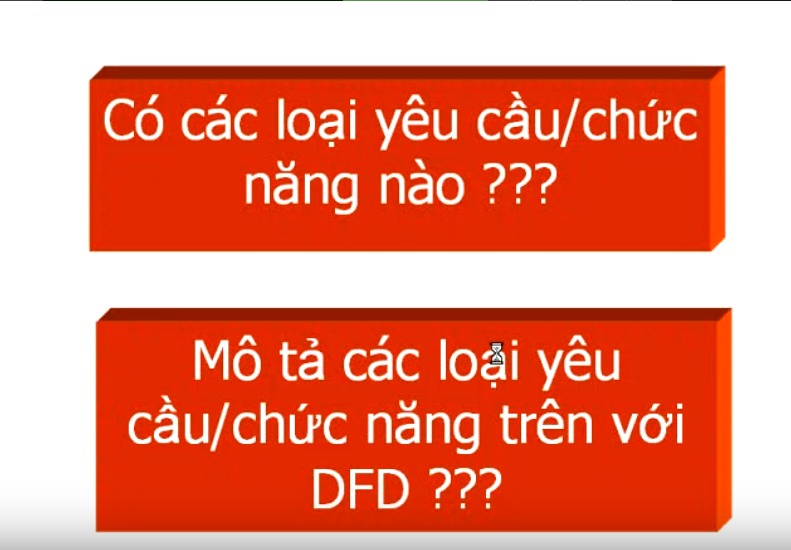 Có các loại yêu cầu/chức
năng nào ???
Mô tả các loại yêu
cầu/chức năng trên với
DFD ???